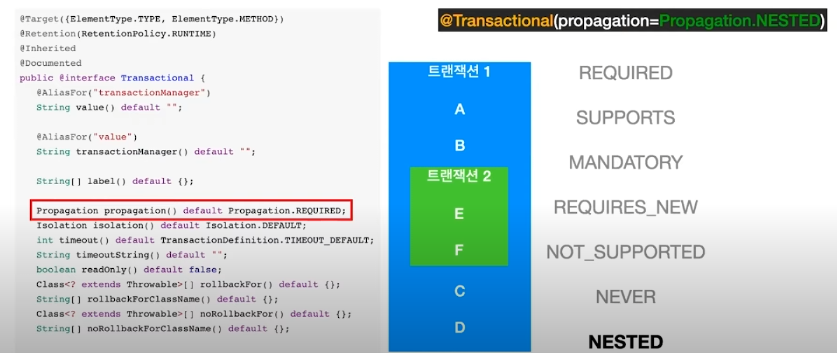 @Target({ElementType.TYPE, ElementType.METHOD})
@Retention(RetentionPolicy.RUNTIME)
@Inherited
@Documented
public @interface Transactional {
@AliasFor("transactionManager")
String value() default "";
@AliasFor("value")
String transactionManager() default "";
String[] label() default {};
Propagation propagation() default Propagation.REQUIRED;
Isolation isolation() default Isolation.DEFAULT;
int timeout() default TransactionDefinition.TIMEOUT_DEFAULT;
String timeoutString() default "";
boolean readOnly() default false;
Class<? extends Throwable>[] rollbackFor() default {};
String[] rollbackForClassName() default {};
Class<? extends Throwable>[] noRollbackFor() default {};
String[] noRollbackForClassName() default {};
@Transactional(propagation=Propagation.NESTED)
트랜잭션 1
A
B
트랜잭션 2
E
F
C
D
REQUIRED
SUPPORTS
MANDATORY
REQUIRES_NEW
NOT_SUPPORTED
NEVER
NESTED